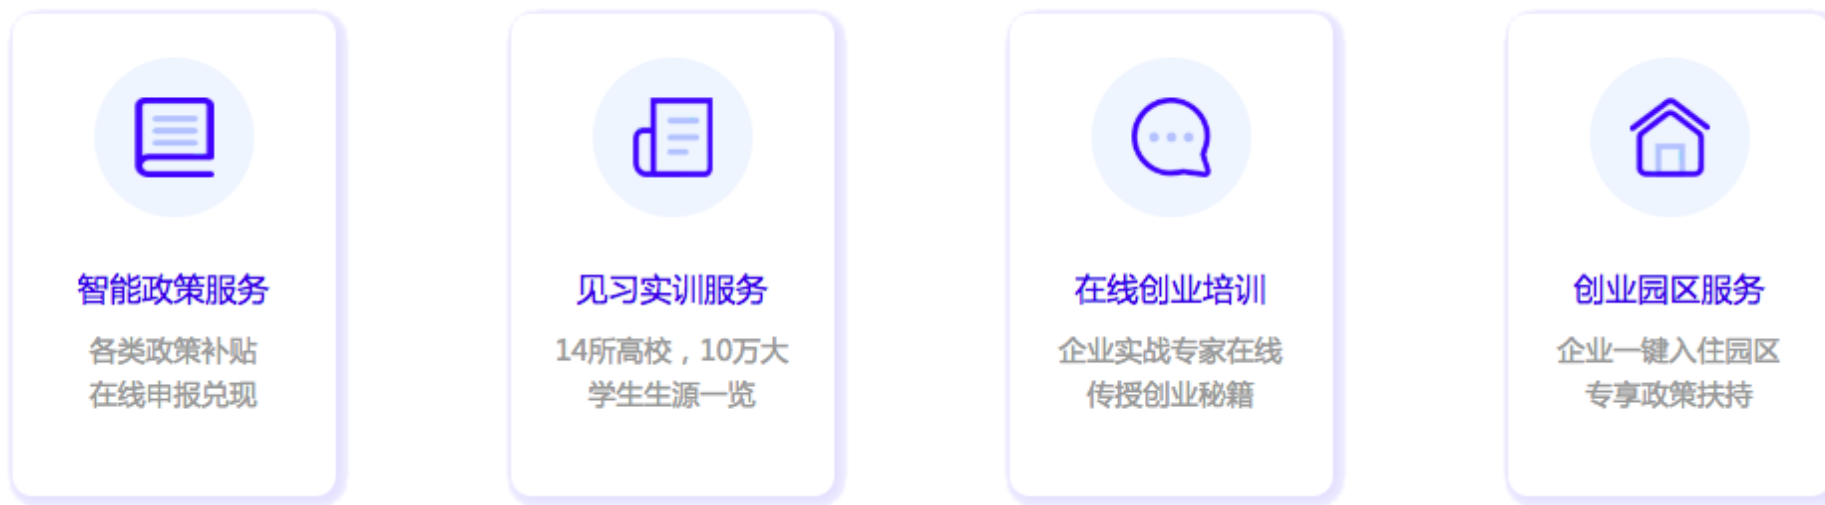 智能政策服务
各类政策补贴
在线申报兑现
见习实训服务
14所高校，10万大
学生生源一览
在线创业培训
企业实战专家在线
传授创业秘籍
创业园区服务
企业一键入住园区
专享政策扶持